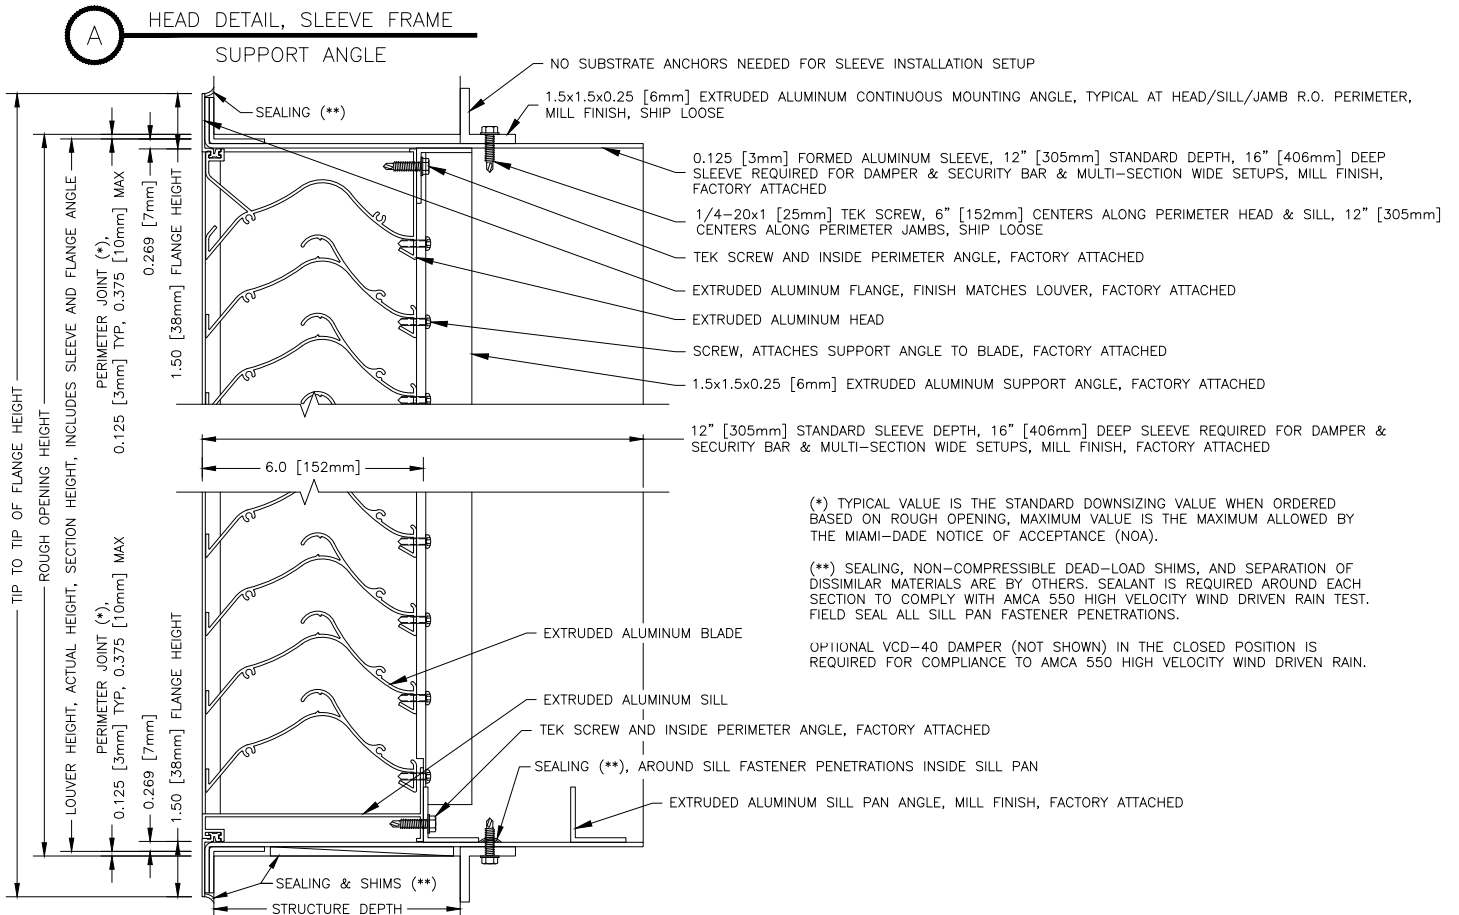 A
HEAD DETAIL, SLEEVE FRAME
SUPPORT ANGLE
NO SUBSTRATE ANCHORS NEEDED FOR SLEEVE INSTALLATION SETUP
SEALING (**)
1.5x1.5x0.25 [6mm] EXTRUDED ALUMINUM CONTINUOUS MOUNTING ANGLE, TYPICAL AT HEAD/SILL/JAMB R.O. PERIMETER,
MILL FINISH, SHIP LOOSE
0.125 [3mm] FORMED ALUMINUM SLEEVE, 12" [305mm] STANDARD DEPTH, 16" [406mm] DEEP
SLEEVE REQUIRED FOR DAMPER & SECURITY BAR & MULTI-SECTION WIDE SETUPS, MILL FINISH,
FACTORY ATTACHED
1/4-20x1 [25mm] TEK SCREW, 6" [152mm] CENTERS ALONG PERIMETER HEAD & SILL, 12" [305mm]
CENTERS ALONG PERIMETER JAMBS, SHIP LOOSE
TEK SCREW AND INSIDE PERIMETER ANGLE, FACTORY ATTACHED
EXTRUDED ALUMINUM FLANGE, FINISH MATCHES LOUVER, FACTORY ATTACHED
EXTRUDED ALUMINUM HEAD
SCREW, ATTACHES SUPPORT ANGLE TO BLADE, FACTORY ATTACHED
1.5x1.5x0.25 [6mm] EXTRUDED ALUMINUM SUPPORT ANGLE, FACTORY ATTACHED
12" [305mm] STANDARD SLEEVE DEPTH, 16" [406mm] DEEP SLEEVE REQUIRED FOR DAMPER &
SECURITY BAR & MULTI-SECTION WIDE SETUPS, MILL FINISH, FACTORY ATTACHED
6.0 [152mm]
TIP TO TIP OF FLANGE HEIGHT
ROUGH OPENING HEIGHT
LOUVER HEIGHT, ACTUAL HEIGHT, SECTION HEIGHT, INCLUDES SLEEVE AND FLANGE ANGLE
PERIMETER JOINT (*),
0.125 [3mm] TYP, 0.375 [10mm] MAX
0.269 [7mm]
1.50 [38mm] FLANGE HEIGHT
PERIMETER JOINT (*),
0.125 [3mm] TYP, 0.375 [10mm] MAX
0.269 [7mm]
1.50 [38mm] FLANGE HEIGHT
(*) TYPICAL VALUE IS THE STANDARD DOWNSIZING VALUE WHEN ORDERED
BASED ON ROUGH OPENING, MAXIMUM VALUE IS THE MAXIMUM ALLOWED BY
THE MIAMI-DADE NOTICE OF ACCEPTANCE (NOA).
(**) SEALING, NON-COMPRESSIBLE DEAD-LOAD SHIMS, AND SEPARATION OF
DISSIMILAR MATERIALS ARE BY OTHERS. SEALANT IS REQUIRED AROUND EACH
SECTION TO COMPLY WITH AMCA 550 HIGH VELOCITY WIND DRIVEN RAIN TEST.
FIELD SEAL ALL SILL PAN FASTENER PENETRATIONS.
OPTIONAL VCD-40 DAMPER (NOT SHOWN) IN THE CLOSED POSITION IS
REQUIRED FOR COMPLIANCE TO AMCA 550 HIGH VELOCITY WIND DRIVEN RAIN.
EXTRUDED ALUMINUM BLADE
EXTRUDED ALUMINUM SILL
TEK SCREW AND INSIDE PERIMETER ANGLE, FACTORY ATTACHED
SEALING (**), AROUND SILL FASTENER PENETRATIONS INSIDE SILL PAN
EXTRUDED ALUMINUM SILL PAN ANGLE, MILL FINISH, FACTORY ATTACHED
SEALING & SHIMS (**)
STRUCTURE DEPTH